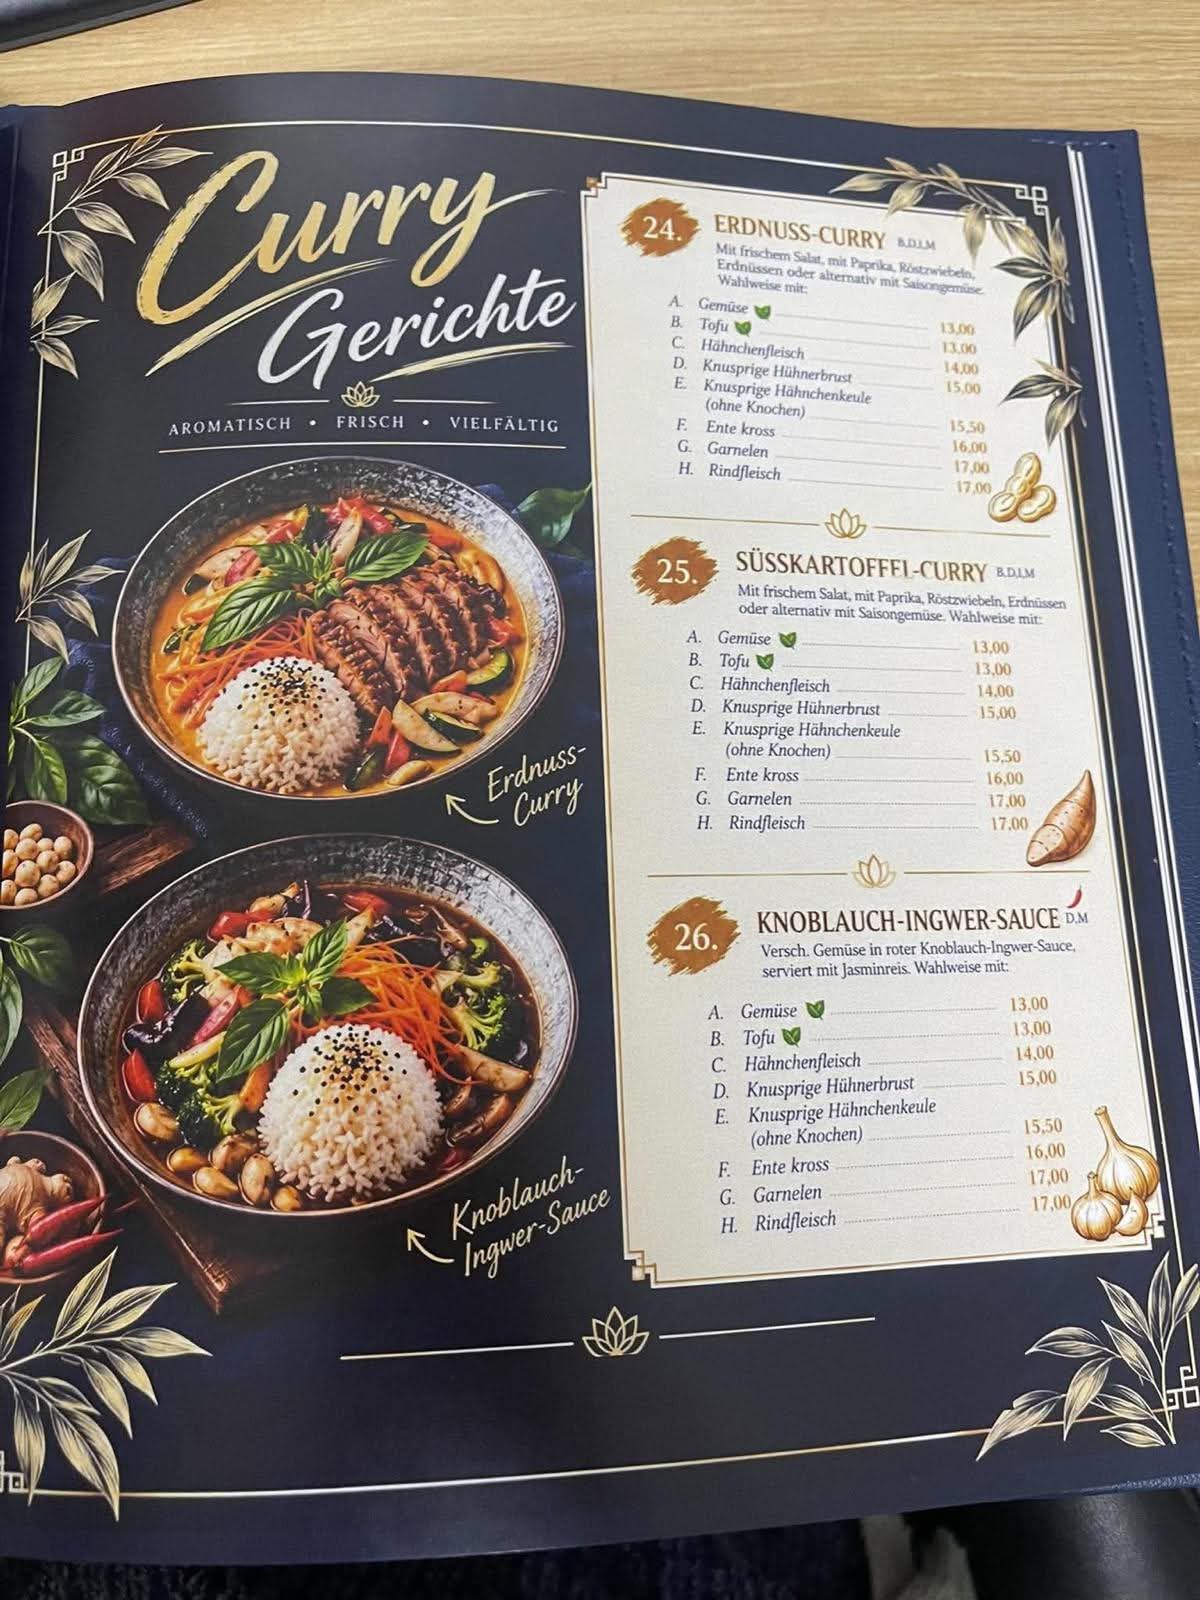 Curry
Gerichte
AROMATISCH • FRISCH • VIELFÄLTIG
Erdnuss-
Curry
Knoblauch-
Ingwer-Sauce
24. ERDNUSS-CURRY B,D,I,M
Mit frischem Salat, mit Paprika, Röstzwiebeln,
Erdnüssen oder alternativ mit Saisongemüse.
Wahlweise mit:
A. Gemüse 13,00
B. Tofu 13,00
C. Hähnchenfleisch 14,00
D. Knusprige Hühnerbrust 15,00
E. Knusprige Hähnchenkeule
(ohne Knochen) 15,50
F. Ente kross 16,00
G. Garnelen 17,00
H. Rindfleisch 17,00
25. SÜSSKARTOFFEL-CURRY B,D,I,M
Mit frischem Salat, mit Paprika, Röstzwiebeln, Erdnüssen
oder alternativ mit Saisongemüse. Wahlweise mit:
A. Gemüse 13,00
B. Tofu 13,00
C. Hähnchenfleisch 14,00
D. Knusprige Hühnerbrust 15,00
E. Knusprige Hähnchenkeule
(ohne Knochen) 15,50
F. Ente kross 16,00
G. Garnelen 17,00
H. Rindfleisch 17,00
26. KNOBLAUCH-INGWER-SAUCE D,M
Versch. Gemüse in roter Knoblauch-Ingwer-Sauce,
serviert mit Jasminreis. Wahlweise mit:
A. Gemüse 13,00
B. Tofu 13,00
C. Hähnchenfleisch 14,00
D. Knusprige Hühnerbrust 15,00
E. Knusprige Hähnchenkeule
(ohne Knochen) 15,50
F. Ente kross 16,00
G. Garnelen 17,00
H. Rindfleisch 17,00